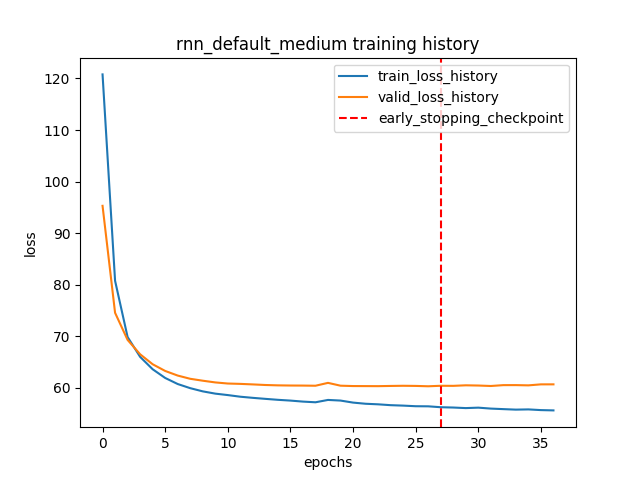 rnn_default_medium training history
train_loss_history
valid_loss_history
early_stopping_checkpoint
120
110
100
90
80
70
60
loss
0 5 10 15 20 25 30 35
epochs